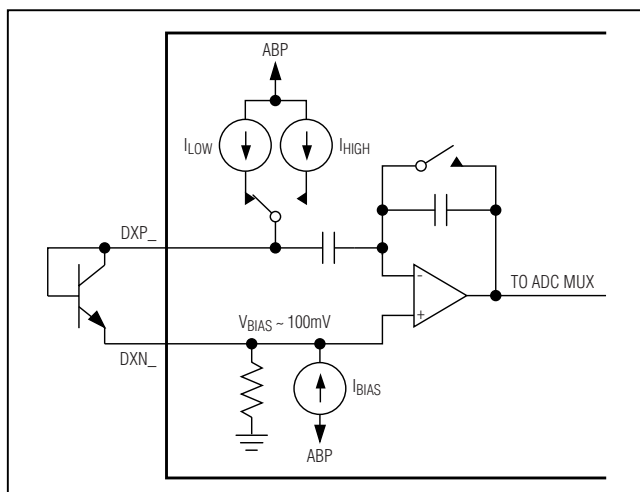 ABP
I_LOW
I_HIGH
DXP_
-
+
TO ADC MUX
V_BIAS ~ 100mV
DXN_
I_BIAS
ABP